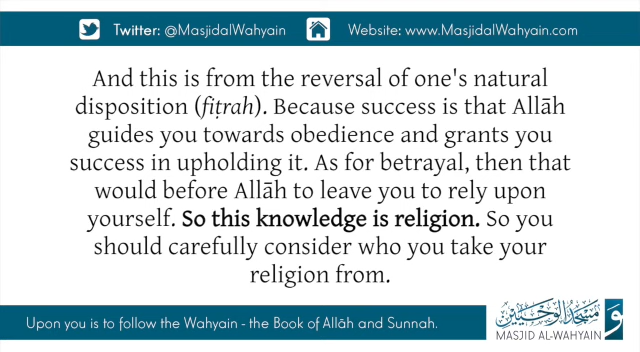 Twitter: @MasjidalWahyain Website: www.MasjidalWahyain.com
And this is from the reversal of one's natural
disposition (fiṭrah). Because success is that Allāh
guides you towards obedience and grants you
success in upholding it. As for betrayal, then that
would before Allāh to leave you to rely upon
yourself. So this knowledge is religion. So you
should carefully consider who you take your
religion from.
Upon you is to follow the Wahyain - the Book of Allāh and Sunnah.
مسجد الوحيين
MASJID AL-WAHYAIN